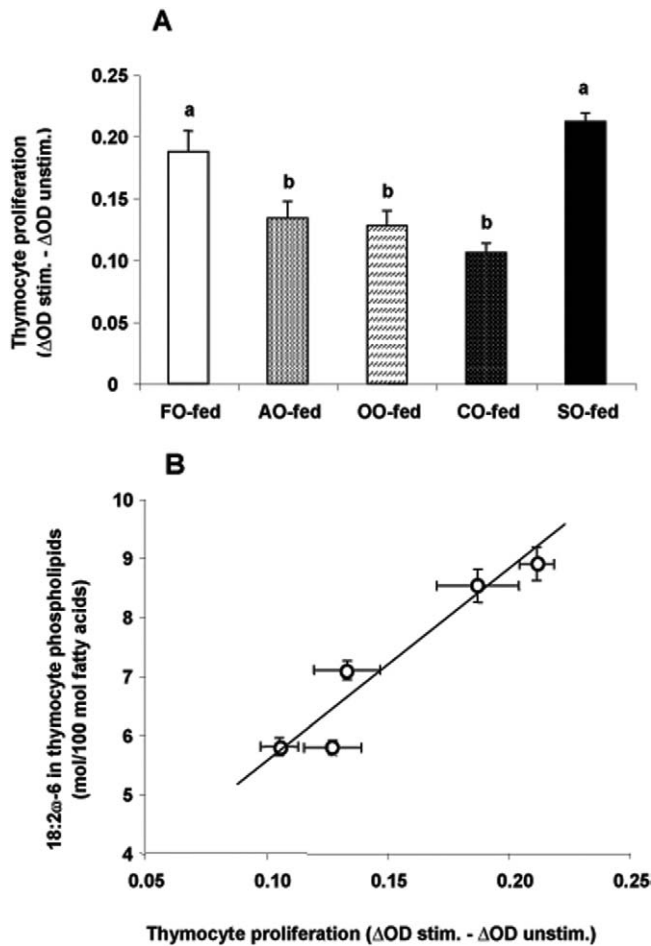 A
Thymocyte proliferation
(ΔOD stim. - ΔOD unstim.)
0.25
0.20
0.15
0.10
0.05
0
a
b
b
b
a
FO-fed
AO-fed
OO-fed
CO-fed
SO-fed
B
18:2ω-6 in thymocyte phospholipids
(mol/100 mol fatty acids)
10
9
8
7
6
5
4
0.05
0.10
0.15
0.20
0.25
Thymocyte proliferation (ΔOD stim. - ΔOD unstim.)